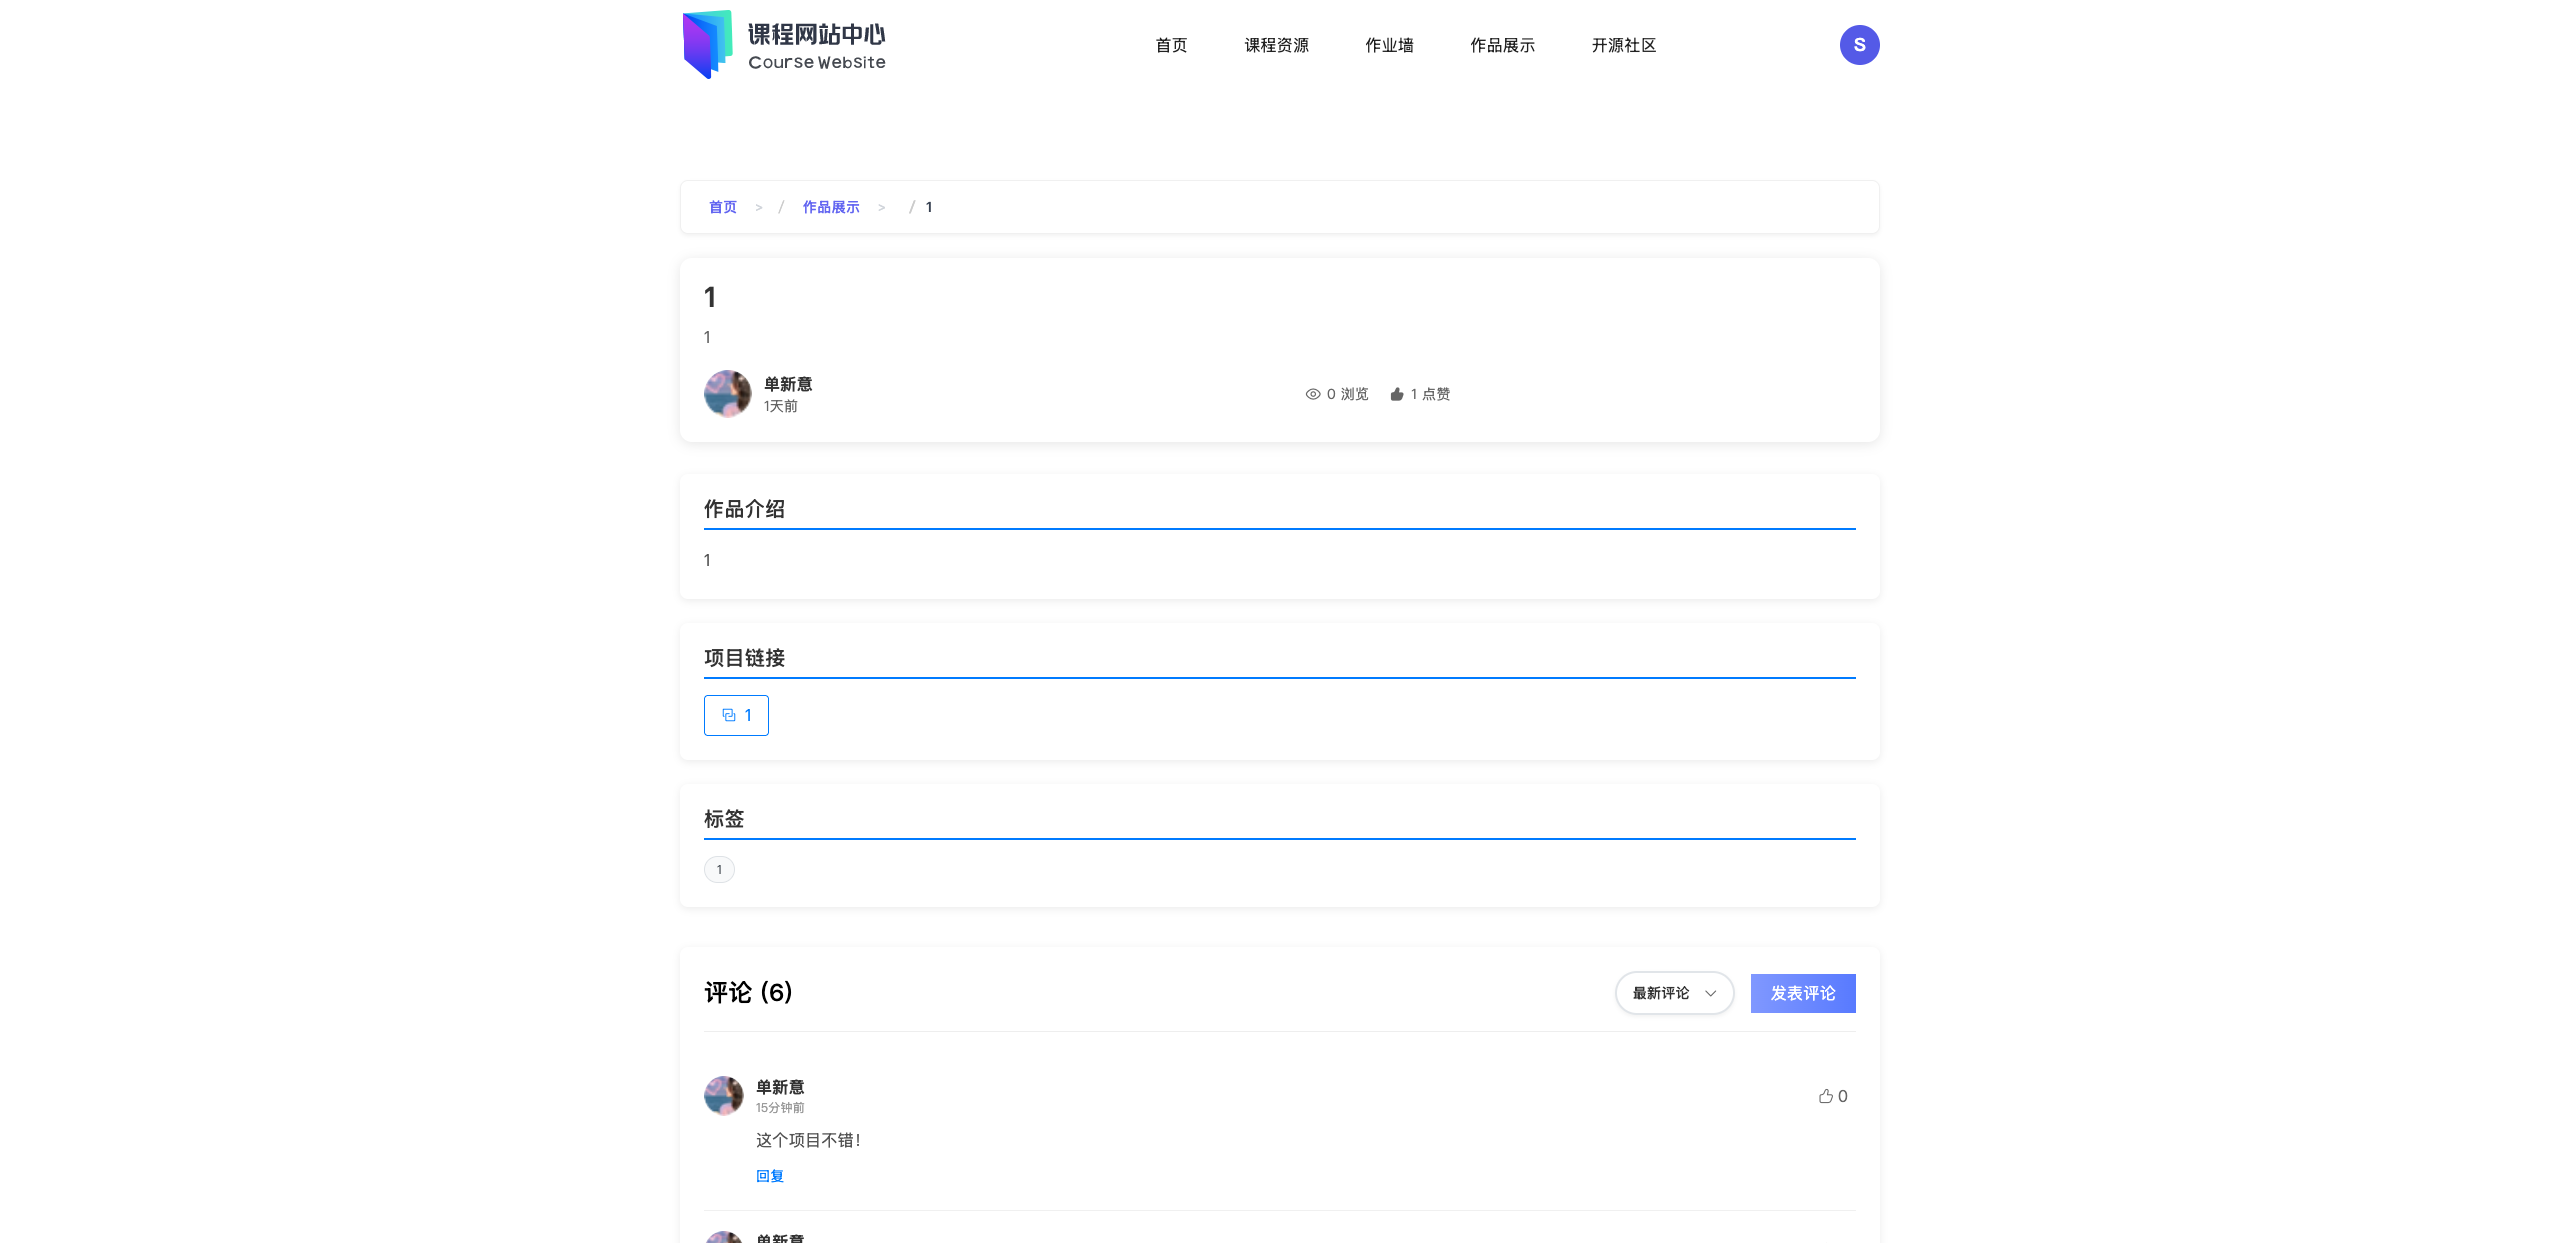 课程网站中心
Course Website
首页 课程资源 作业墙 作品展示 开源社区
S
首页 > / 作品展示 > / 1
1
1
单新意
1天前
0 浏览 1 点赞
作品介绍
1
项目链接
1
标签
1
评论 (6)
最新评论
发表评论
单新意
15分钟前
0
这个项目不错！
回复
单新意